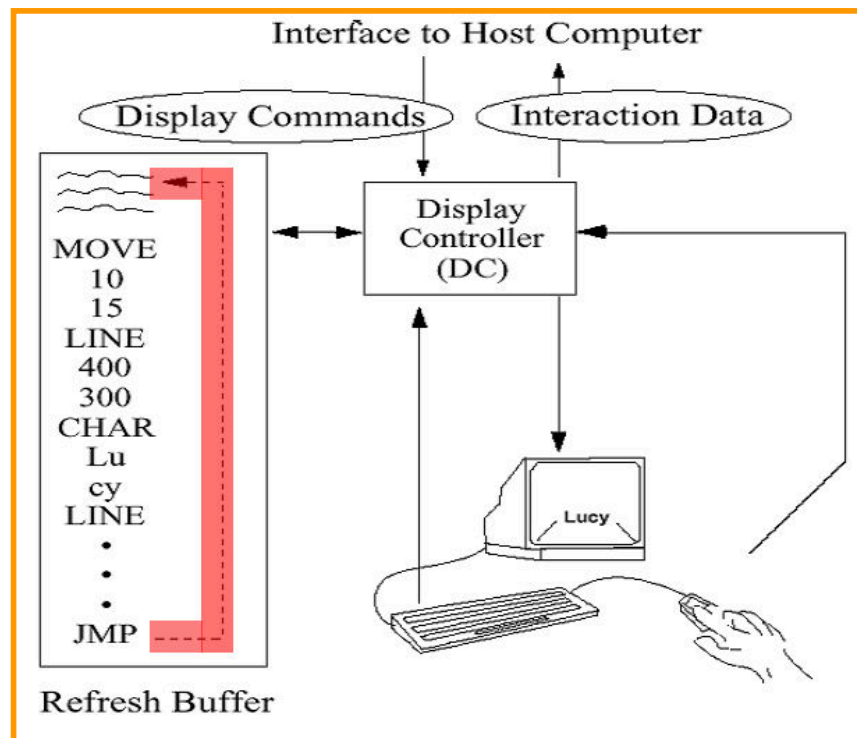 Interface to Host Computer
Display Commands
Interaction Data
Display
Controller
(DC)
MOVE
10
15
LINE
400
300
CHAR
Lu
cy
LINE
JMP
Lucy
Refresh Buffer